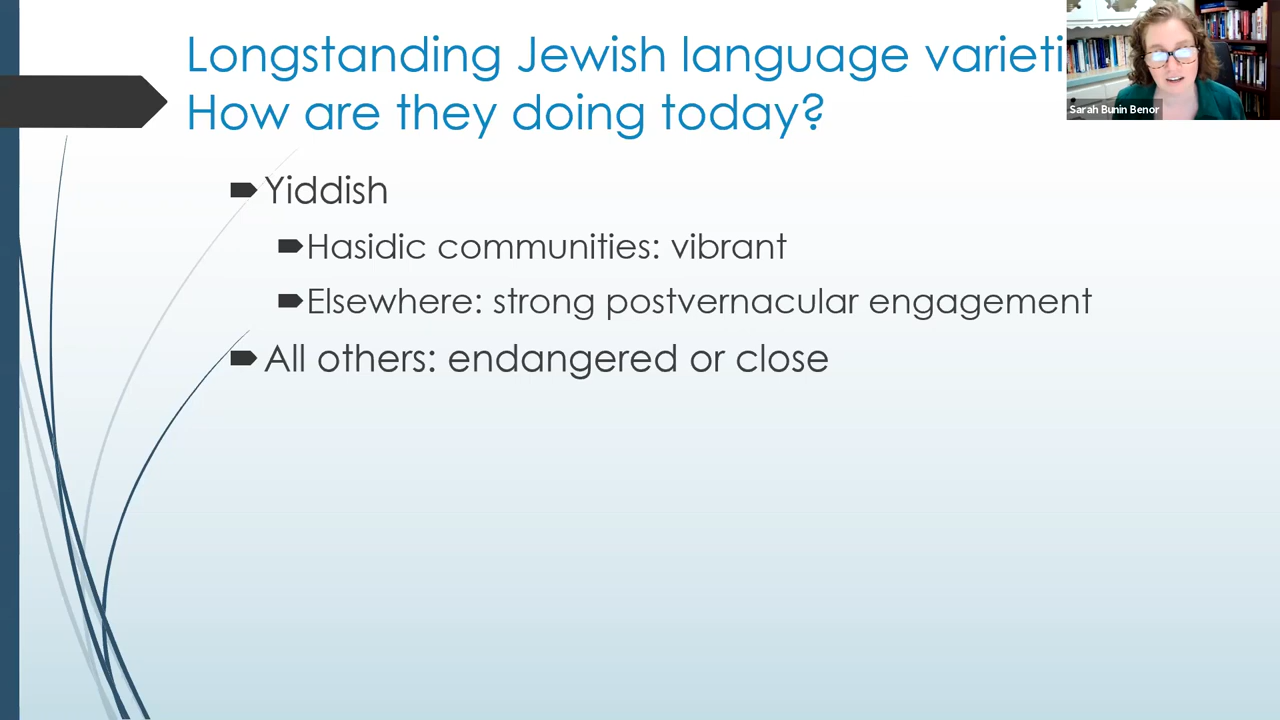 Longstanding Jewish language varieti
How are they doing today?
Sarah Bunin Benor
Yiddish
Hasidic communities: vibrant
Elsewhere: strong postvernacular engagement
All others: endangered or close